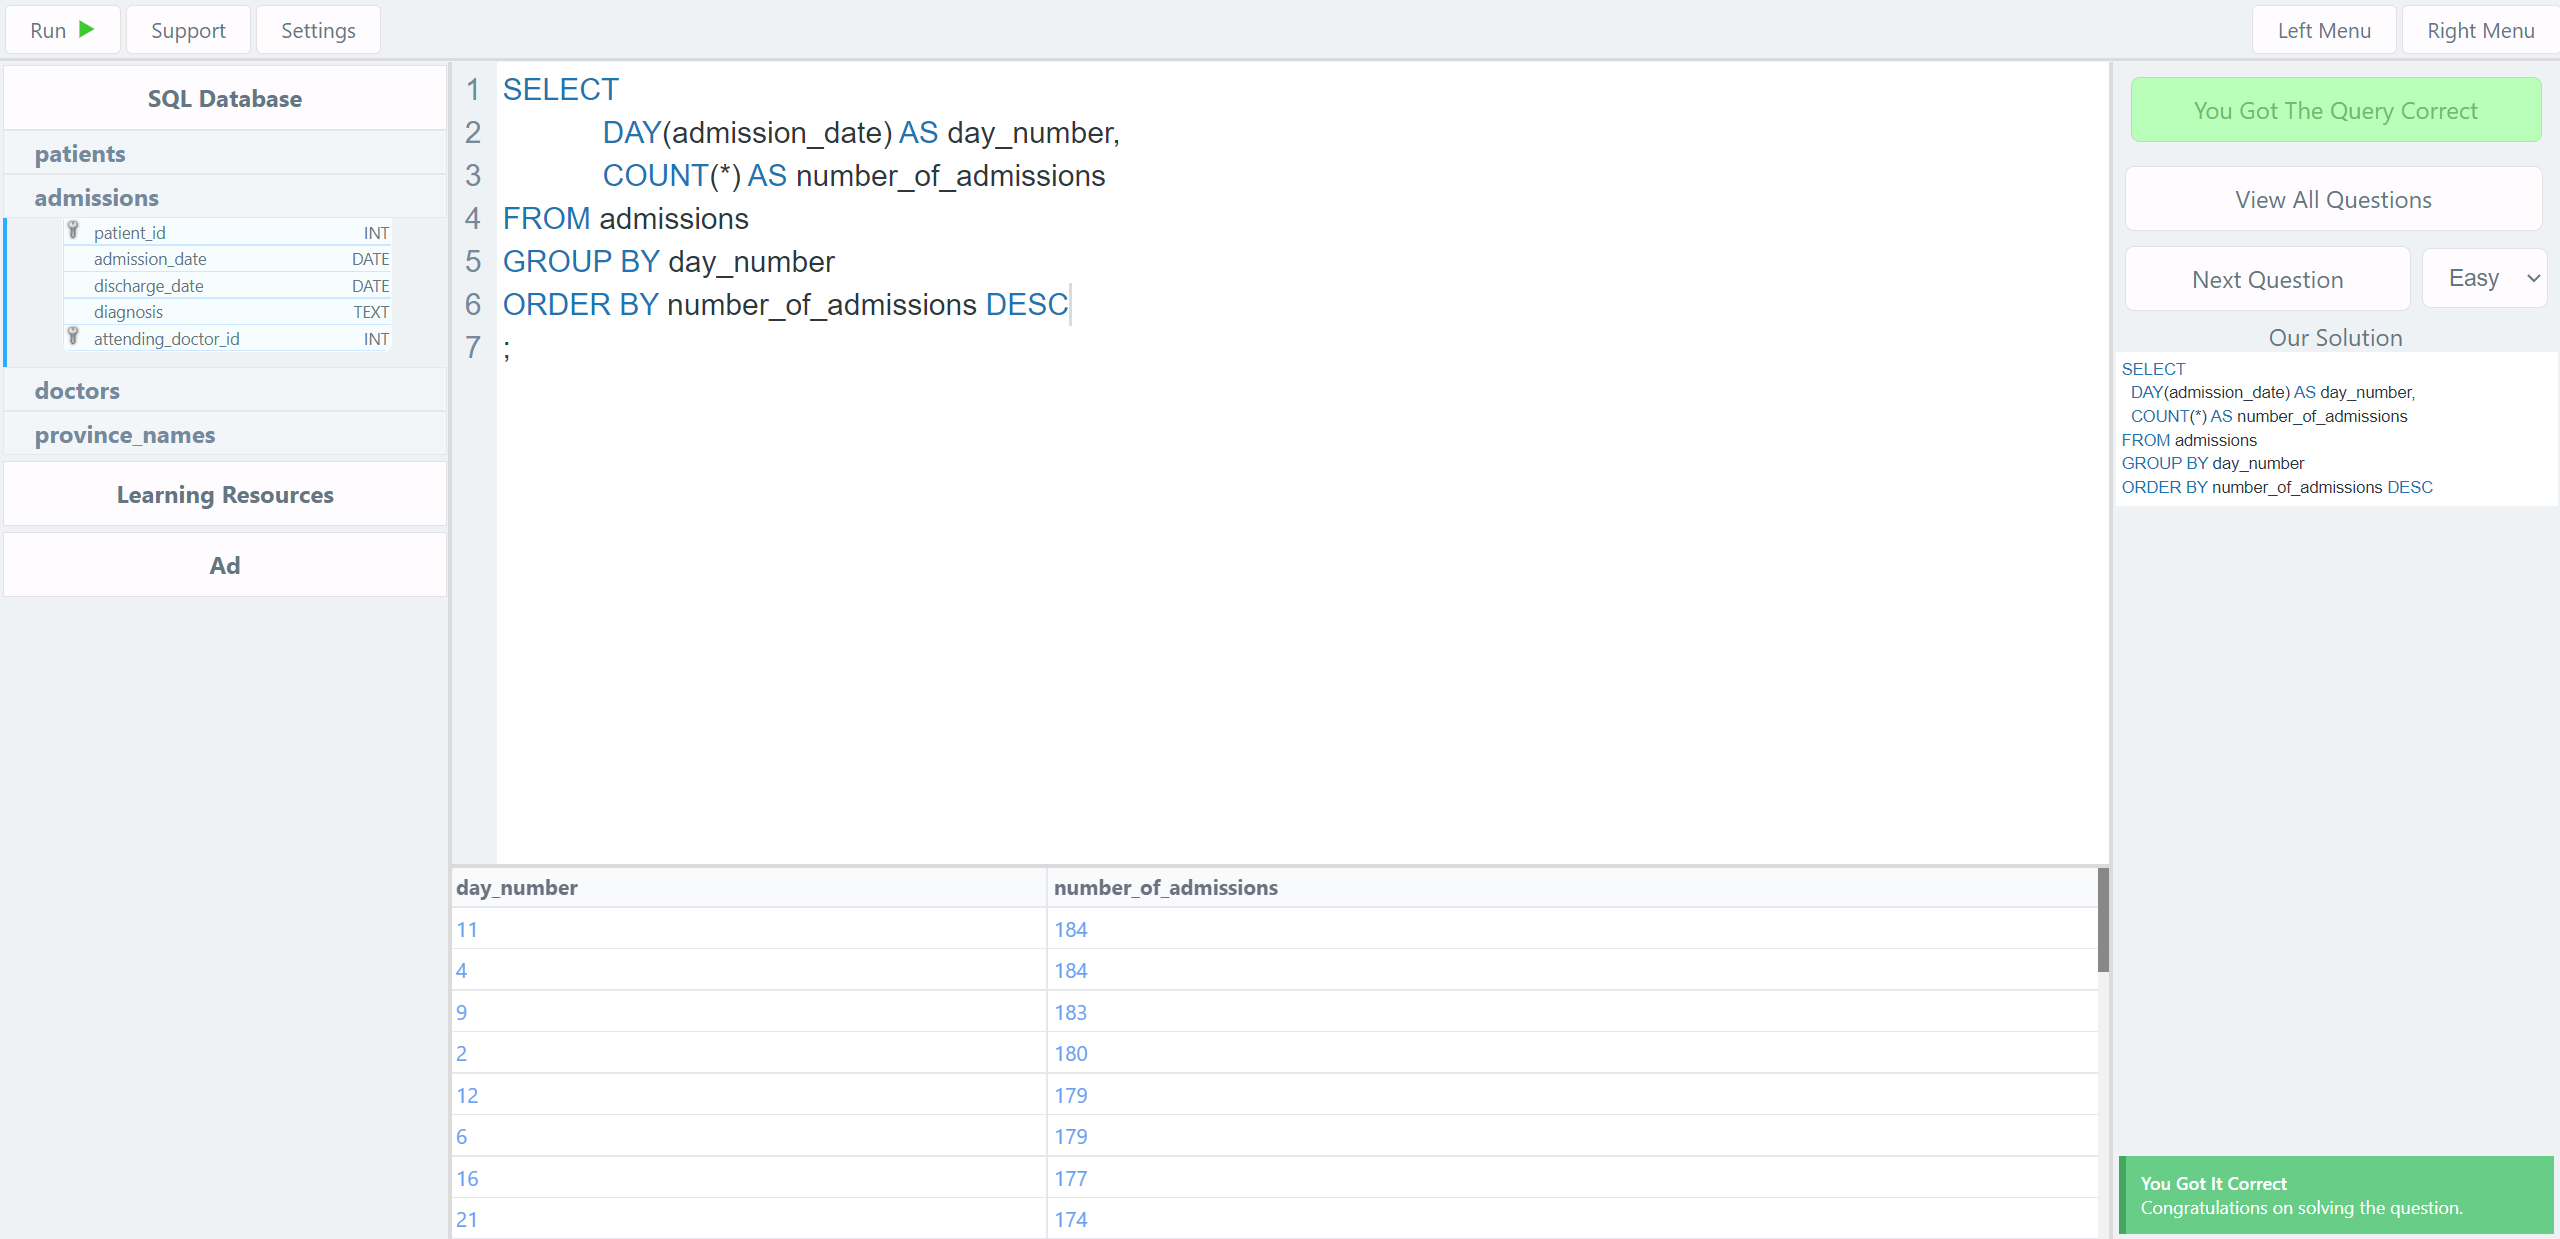 Run
Support
Settings
Left Menu
Right Menu
SQL Database
patients
admissions
patient_id INT
admission_date DATE
discharge_date DATE
diagnosis TEXT
attending_doctor_id INT
doctors
province_names
Learning Resources
Ad
1 SELECT
2 DAY(admission_date) AS day_number,
3 COUNT(*) AS number_of_admissions
4 FROM admissions
5 GROUP BY day_number
6 ORDER BY number_of_admissions DESC
7 ;
day_number number_of_admissions
11 184
4 184
9 183
2 180
12 179
6 179
16 177
21 174
You Got The Query Correct
View All Questions
Next Question
Easy
Our Solution
SELECT
DAY(admission_date) AS day_number,
COUNT(*) AS number_of_admissions
FROM admissions
GROUP BY day_number
ORDER BY number_of_admissions DESC
You Got It Correct
Congratulations on solving the question.